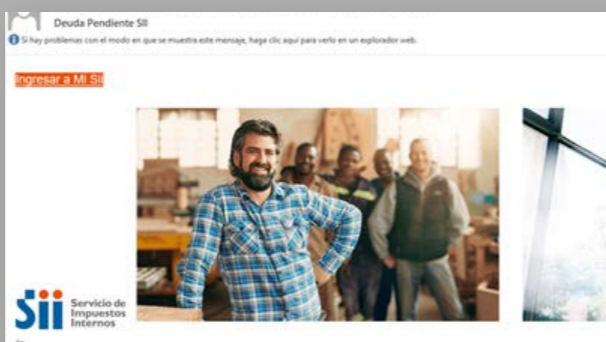 Deuda Pendiente SII
Si hay problemas con el modo en que se muestra este mensaje, haga clic aquí para verlo en un explorador web.
Ingresar a Mi Sii
Sii Servicio de
Impuestos
Internos